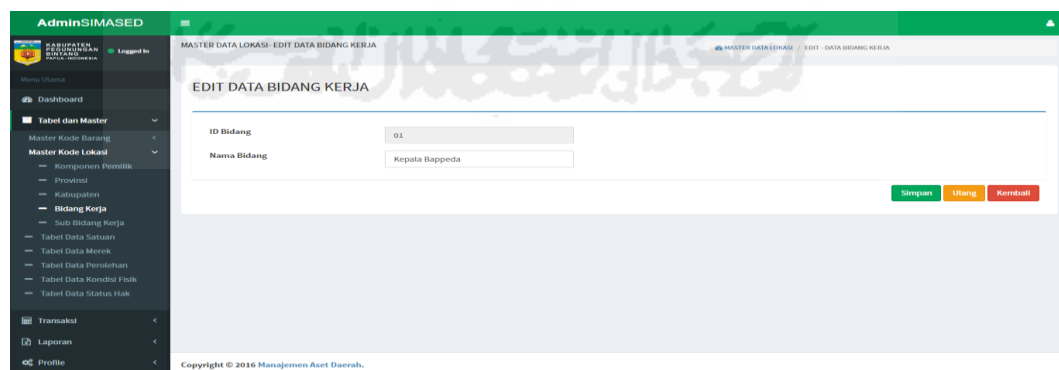 AdminSIMASED
KABUPATEN
PEGUNUNGAN
BINTANG
PAPUA-INDONESIA
Logged In
Menu Utama
Dashboard
Tabel dan Master
Master Kode Barang
Master Kode Lokasi
Komponen Pemilik
Provinsi
Kabupaten
Bidang Kerja
Sub Bidang Kerja
Tabel Data Satuan
Tabel Data Merek
Tabel Data Perolehan
Tabel Data Kondisi Fisik
Tabel Data Status Hak
Transaksi
Laporan
Profile
MASTER DATA LOKASI- EDIT DATA BIDANG KERJA
MASTER DATA LOKASI / EDIT - DATA BIDANG KERJA
EDIT DATA BIDANG KERJA
ID Bidang
01
Nama Bidang
Kepala Bappeda
Simpan Ulang Kembali
Copyright © 2016 Manajemen Aset Daerah.